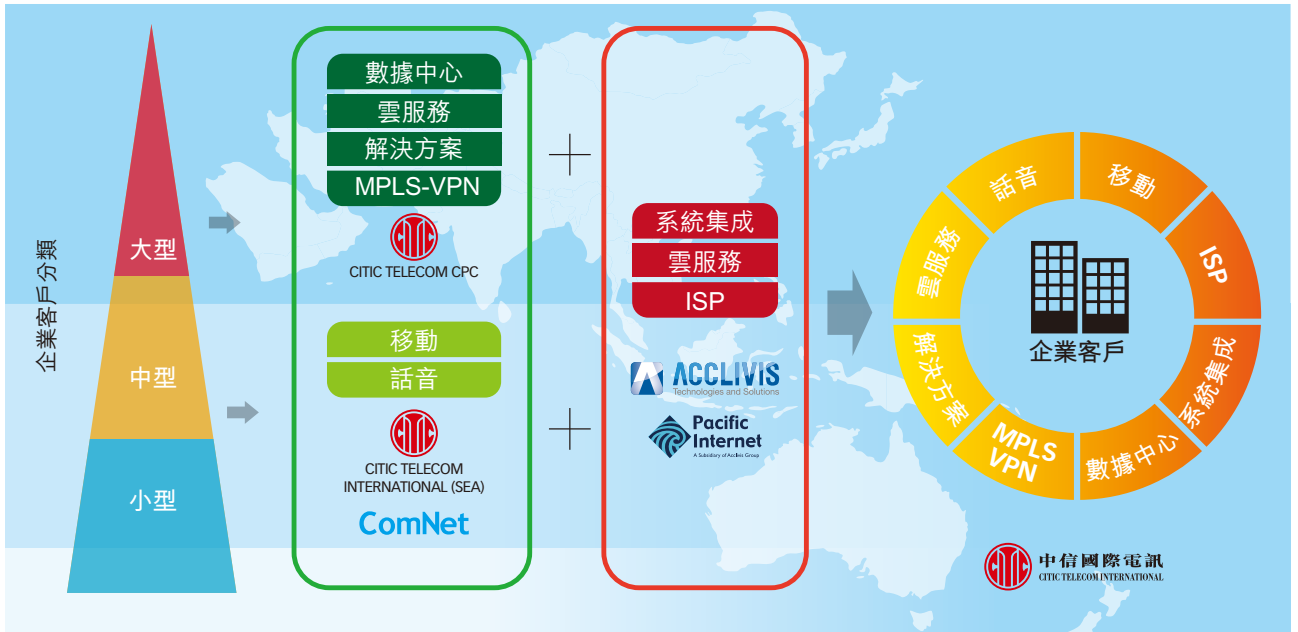 企業客戶分類
大型
中型
小型
數據中心
雲服務
解決方案
MPLS-VPN
CITIC TELECOM CPC
移動
話音
CITIC TELECOM
INTERNATIONAL (SEA)
ComNet
系統集成
雲服務
ISP
ACCLIVIS
Technologies and Solutions
Pacific
Internet
A Subsidiary of Acclivis Group
話音
移動
ISP
系統集成
數據中心
MPLS
VPN
解決方案
雲服務
企業客戶
中信國際電訊
CITIC TELECOM INTERNATIONAL